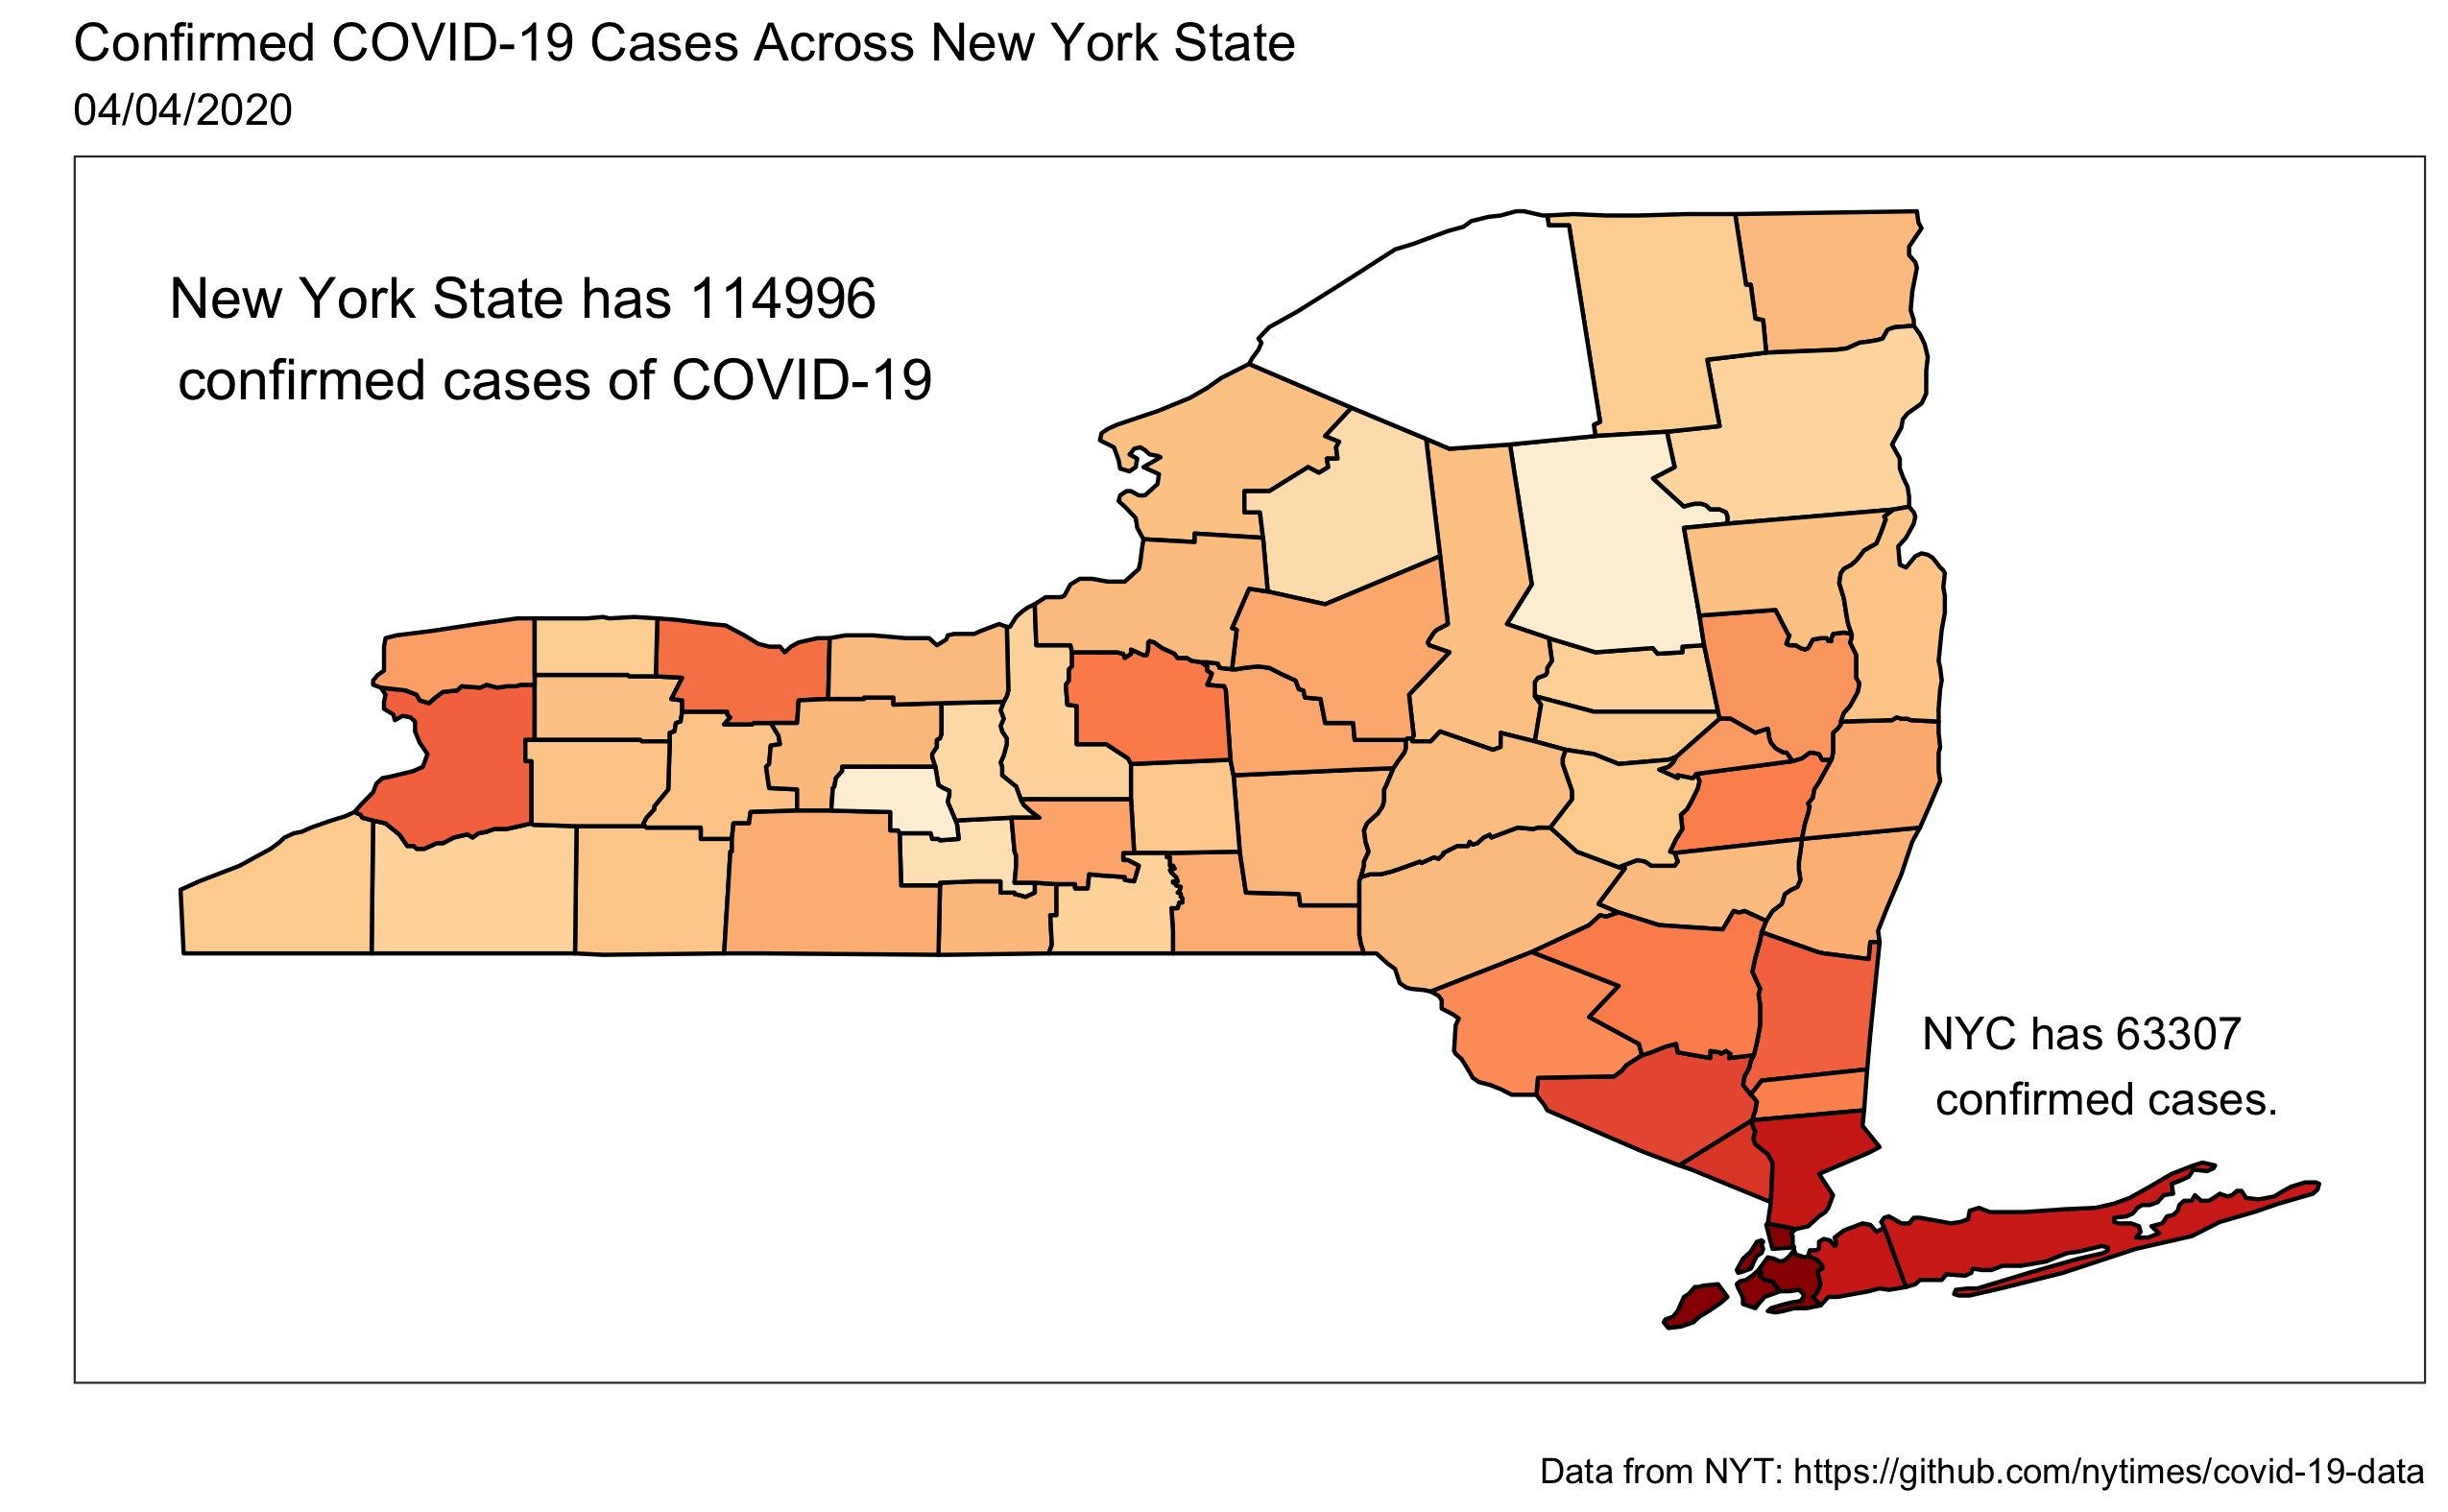 Confirmed COVID-19 Cases Across New York State
04/04/2020
New York State has 114996
confirmed cases of COVID-19
NYC has 63307
confirmed cases.
Data from NYT: https://github.com/nytimes/covid-19-data